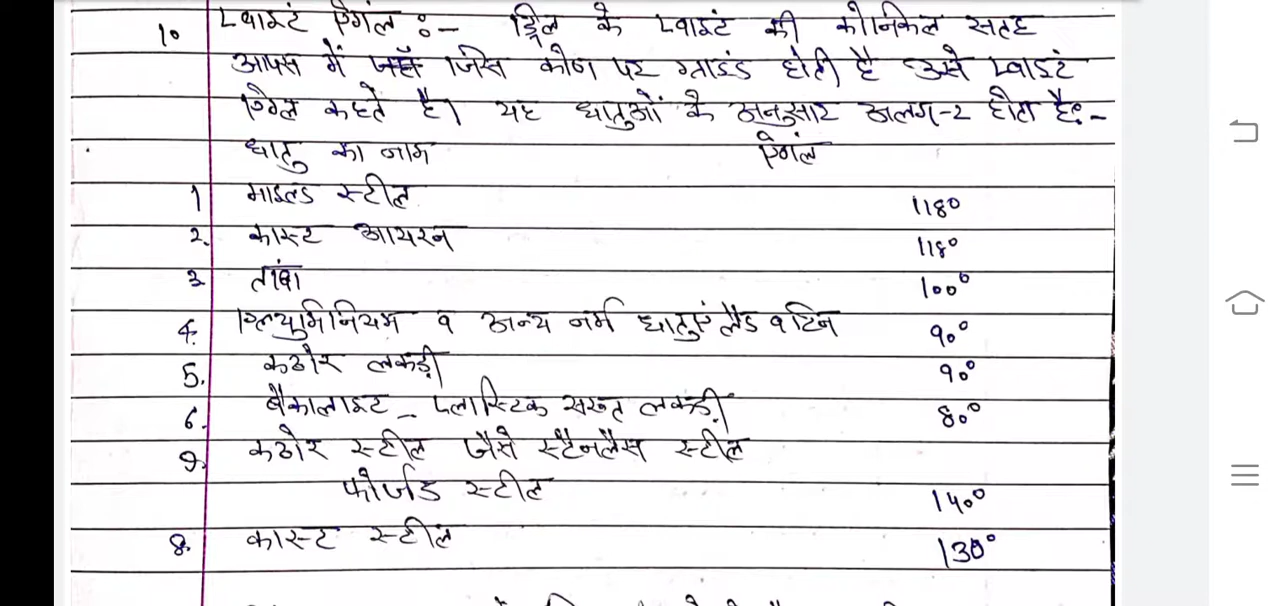 1० प्वाइंट ऐंगल :- ड्रिल के प्वाइंट की कोनिकल सतह
आपस में जिस कोण पर ग्राइंड होती है उसे प्वाइंट
एंगिल कहते है। यह धातुओं के अनुसार अलग-2 होता है:-
धातु का नाम ऐंगल
1 माइल्ड स्टील 118°
2. कास्ट आयरन 118°
3 तांबा 100°
4. एल्युमिनियम व अन्य नर्म धातुएं लैड व टिन 90°
5. कठोर लकड़ी 90°
6. बैकालाइट - प्लास्टिक सख्त लकड़ी 80°
7. कठोर स्टील जैसे स्टैनलैस स्टील
फोर्जड स्टील 140°
8. कास्ट स्टील 130°